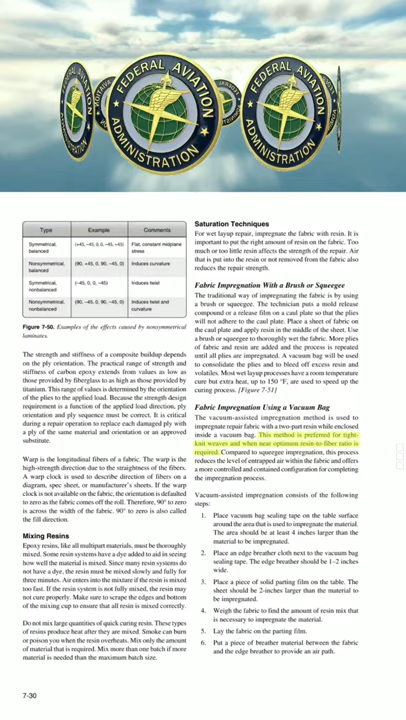 FEDERAL AVIATION
ADMINISTRATION
FEDERAL AVIATION
ADMINISTRATION
Type Example Comments
Symmetrical, balanced (+45, −45, 0, 0, −45, +45) Flat, constant midplane stress
Nonsymmetrical, balanced (90, +45, 0, 90, −45, 0) Induces curvature
Symmetrical, nonbalanced (−45, 0, 0, −45) Induces twist
Nonsymmetrical, nonbalanced (90, −45, 0, 90, −45, 0) Induces twist and curvature
Figure 7-50. Examples of the effects caused by nonsymmetrical
laminates.
The strength and stiffness of a composite buildup depends
on the ply orientation. The practical range of strength and
stiffness of carbon epoxy extends from values as low as
those provided by fiberglass to as high as those provided by
titanium. This range of values is determined by the orientation
of the plies to the applied load. Because the strength design
requirement is a function of the applied load direction, ply
orientation and ply sequence must be correct. It is critical
during a repair operation to replace each damaged ply with
a ply of the same material and orientation or an approved
substitute.
Warp is the longitudinal fibers of a fabric. The warp is the
high-strength direction due to the straightness of the fibers.
A warp clock is used to describe direction of fibers on a
diagram, spec sheet, or manufacturer's sheets. If the warp
clock is not available on the fabric, the orientation is defaulted
to zero as the fabric comes off the roll. Therefore, 90° to zero
is across the width of the fabric. 90° to zero is also called
the fill direction.
Mixing Resins
Epoxy resins, like all multipart materials, must be thoroughly
mixed. Some resin systems have a dye added to aid in seeing
how well the material is mixed. Since many resin systems do
not have a dye, the resin must be mixed slowly and fully for
three minutes. Air enters into the mixture if the resin is mixed
too fast. If the resin system is not fully mixed, the resin may
not cure properly. Make sure to scrape the edges and bottom
of the mixing cup to ensure that all resin is mixed correctly.
Do not mix large quantities of quick curing resin. These types
of resins produce heat after they are mixed. Smoke can burn
or poison you when the resin overheats. Mix only the amount
of material that is required. Mix more than one batch if more
material is needed than the maximum batch size.
Saturation Techniques
For wet layup repair, impregnate the fabric with resin. It is
important to put the right amount of resin on the fabric. Too
much or too little resin affects the strength of the repair. Air
that is put into the resin or not removed from the fabric also
reduces the repair strength.
Fabric Impregnation With a Brush or Squeegee
The traditional way of impregnating the fabric is by using
a brush or squeegee. The technician puts a mold release
compound or a release film on a caul plate so that the plies
will not adhere to the caul plate. Place a sheet of fabric on
the caul plate and apply resin in the middle of the sheet. Use
a brush or squeegee to thoroughly wet the fabric. More plies
of fabric and resin are added and the process is repeated
until all plies are impregnated. A vacuum bag will be used
to consolidate the plies and to bleed off excess resin and
volatiles. Most wet layup processes have a room temperature
cure but extra heat, up to 150 °F, are used to speed up the
curing process. [Figure 7-51]
Fabric Impregnation Using a Vacuum Bag
The vacuum-assisted impregnation method is used to
impregnate repair fabric with a two-part resin while enclosed
inside a vacuum bag. This method is preferred for tight-
knit weaves and when near optimum resin-to-fiber ratio is
required. Compared to squeegee impregnation, this process
reduces the level of entrapped air within the fabric and offers
a more controlled and contained configuration for completing
the impregnation process.
Vacuum-assisted impregnation consists of the following
steps:
1. Place vacuum bag sealing tape on the table surface
around the area that is used to impregnate the material.
The area should be at least 4 inches larger than the
material to be impregnated.
2. Place an edge breather cloth next to the vacuum bag
sealing tape. The edge breather should be 1–2 inches
wide.
3. Place a piece of solid parting film on the table. The
sheet should be 2-inches larger than the material to
be impregnated.
4. Weigh the fabric to find the amount of resin mix that
is necessary to impregnate the material.
5. Lay the fabric on the parting film.
6. Put a piece of breather material between the fabric
and the edge breather to provide an air path.
7-30